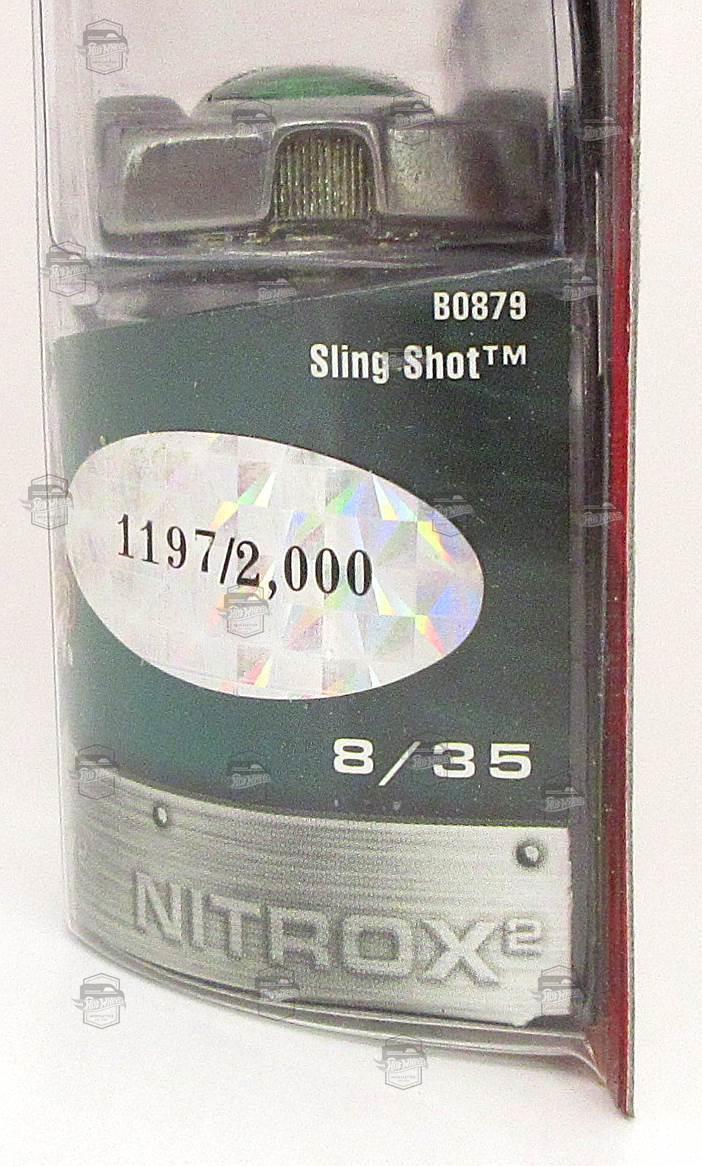 B0879
Sling Shot™
1197/2,000
8/35
NITROX²